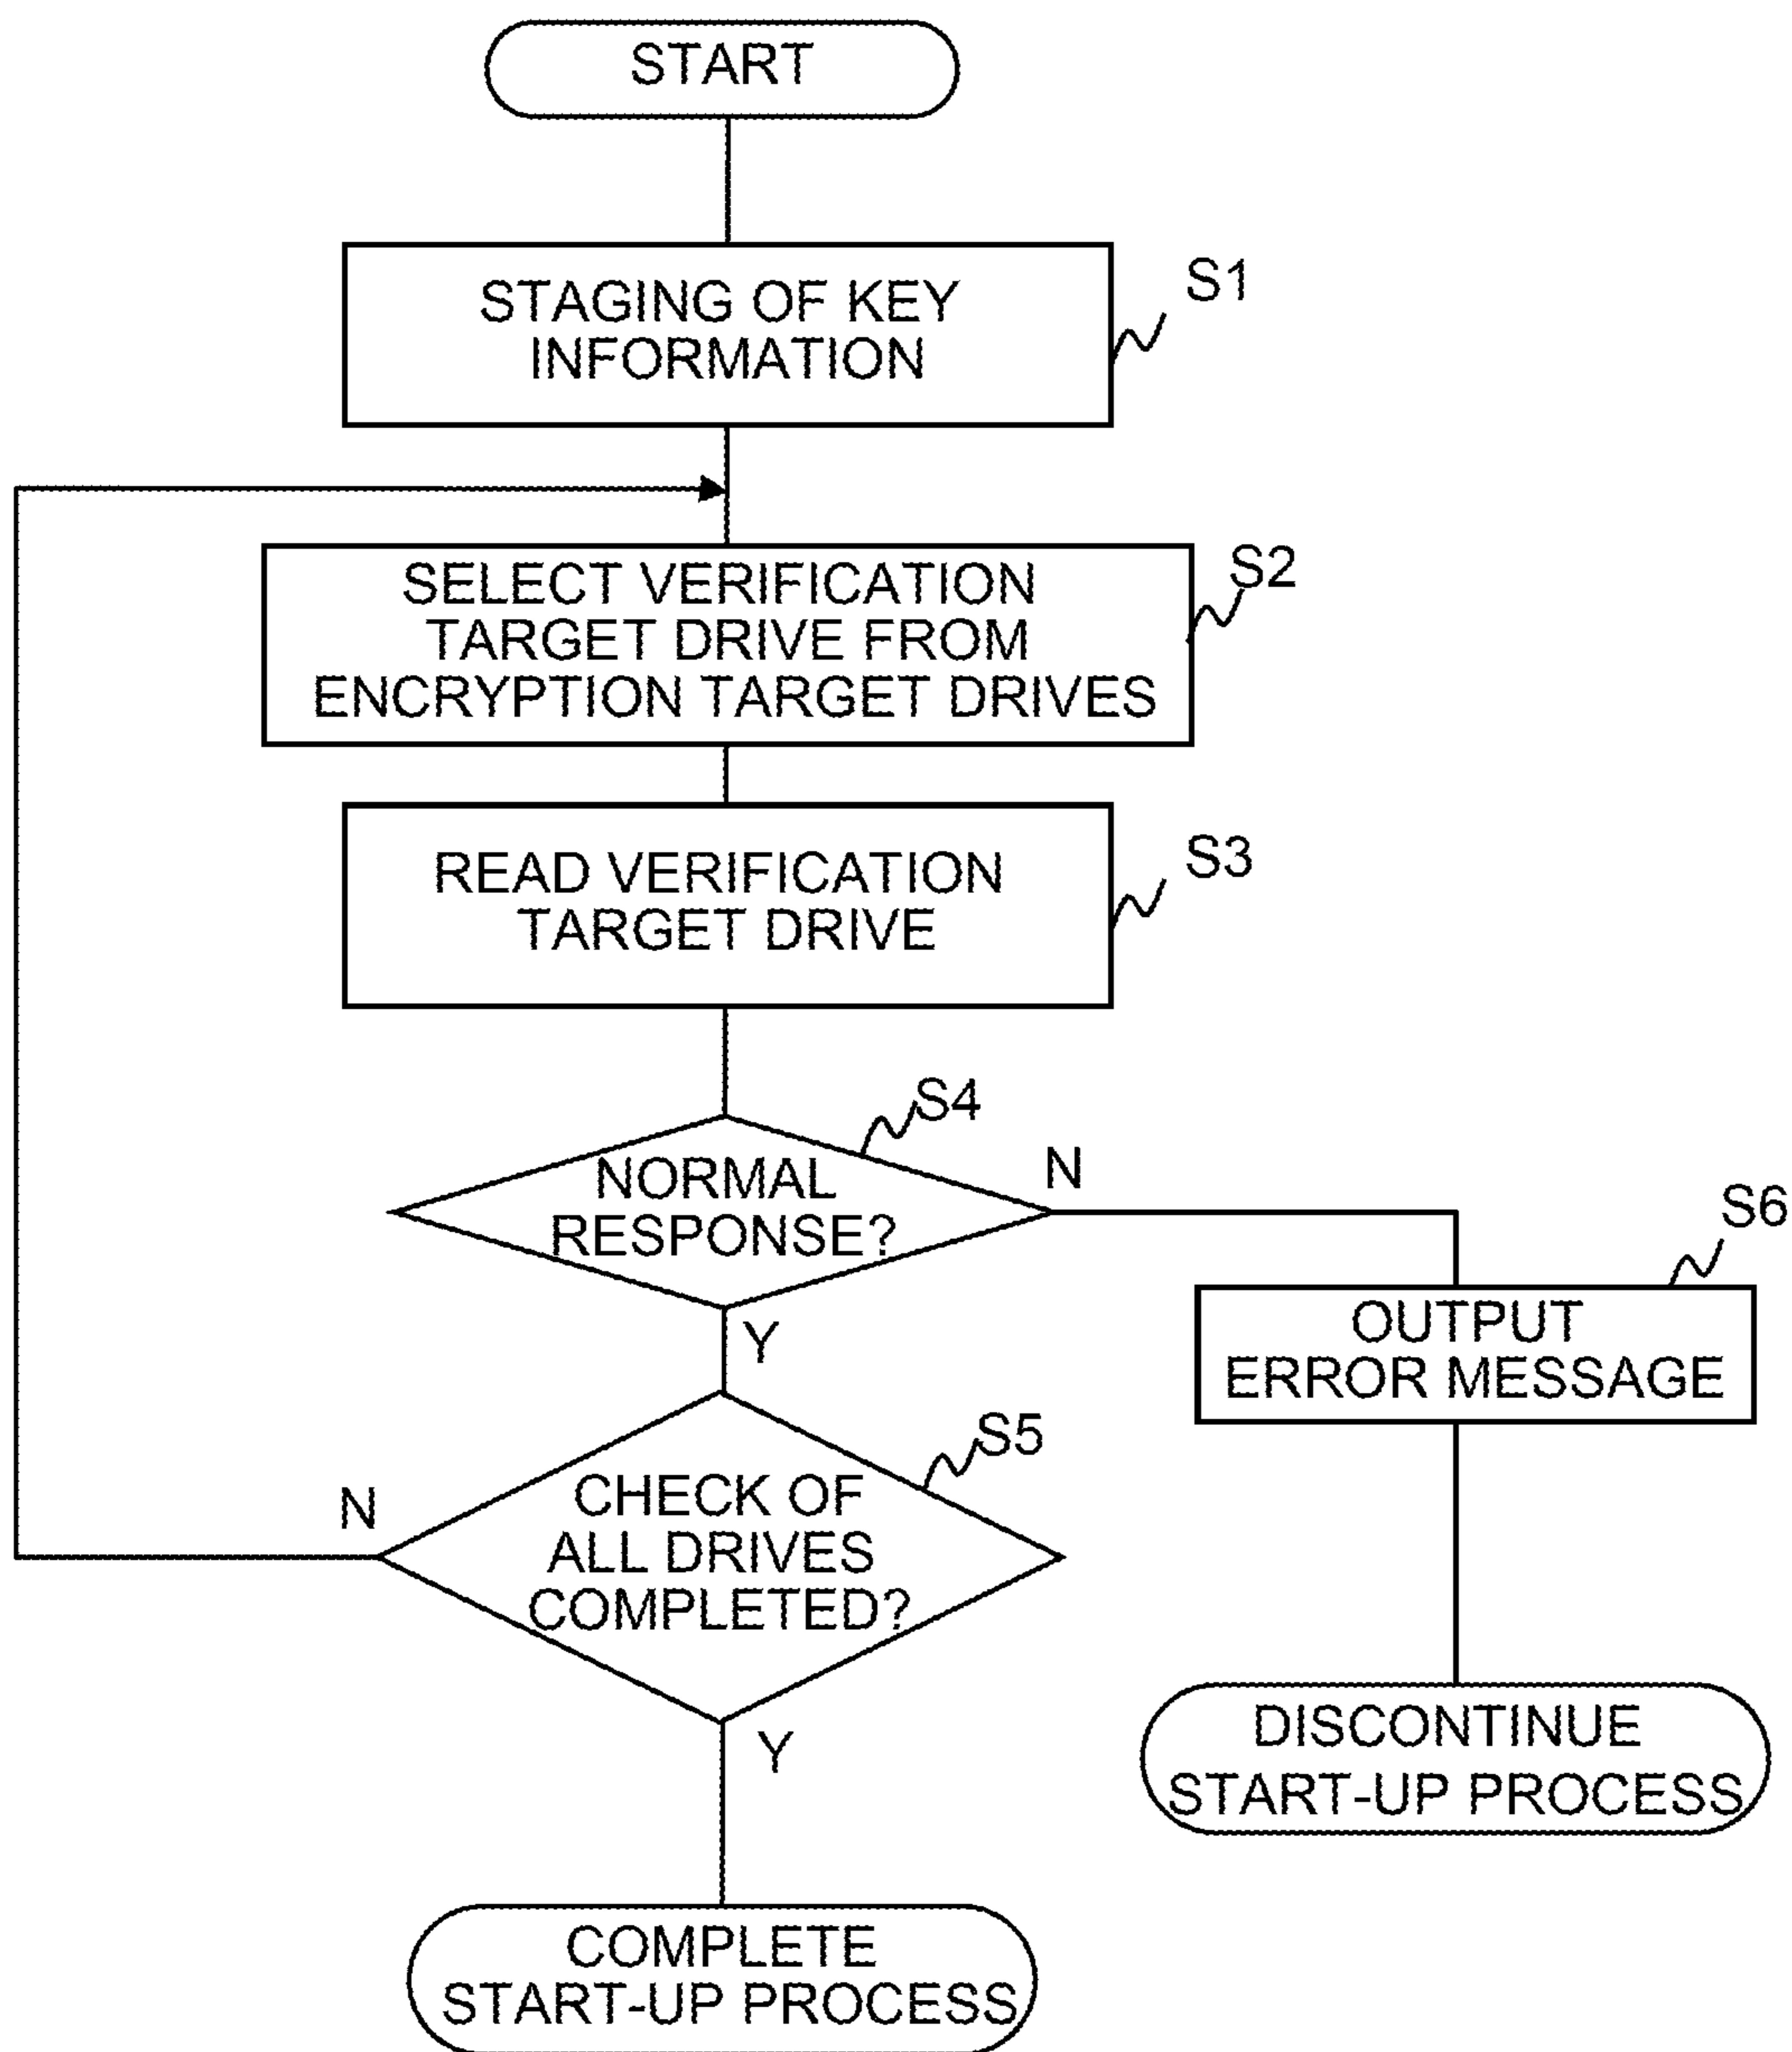 START
STAGING OF KEY
INFORMATION
S1
SELECT VERIFICATION
TARGET DRIVE FROM
ENCRYPTION TARGET DRIVES
S2
READ VERIFICATION
TARGET DRIVE
S3
NORMAL
RESPONSE?
S4
N
Y
OUTPUT
ERROR MESSAGE
S6
CHECK OF
ALL DRIVES
COMPLETED?
S5
N
Y
DISCONTINUE
START-UP PROCESS
COMPLETE
START-UP PROCESS